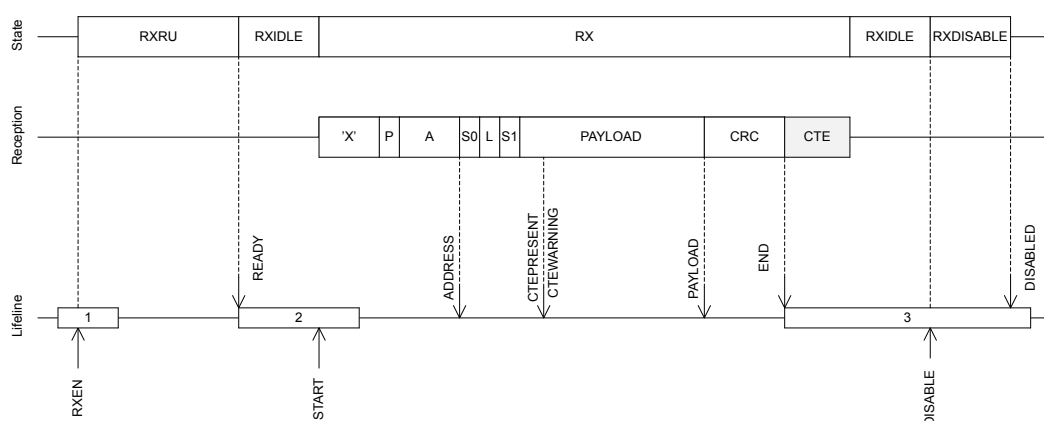 State
RXRU
RXIDLE
RX
RXIDLE
RXDISABLE
Reception
’X’
P
A
S0
L
S1
PAYLOAD
CRC
CTE
READY
ADDRESS
CTEPRESENT
CTEWARNING
PAYLOAD
END
DISABLED
Lifeline
1
2
3
RXEN
START
DISABLE